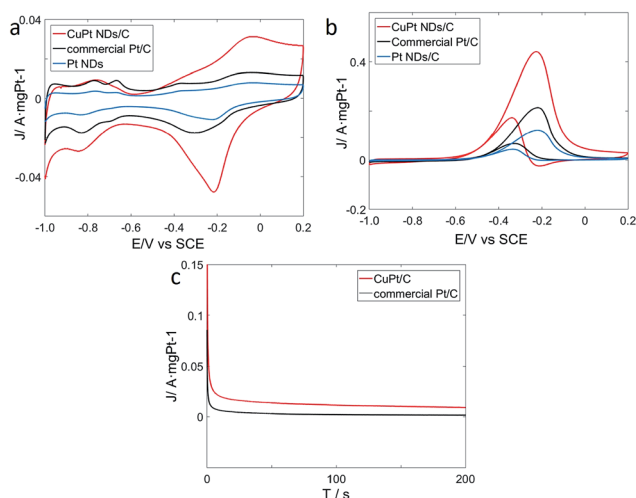 a
CuPt NDs/C
commercial Pt/C
Pt NDs
0.04
0
-0.04
J/ A·mgPt-1
-1.0 -0.8 -0.6 -0.4 -0.2 0 0.2
E/V vs SCE
b
CuPt NDs/C
Commercial Pt/C
Pt NDs/C
0.4
0
-0.2
J/ A·mgPt-1
-1.0 -0.8 -0.6 -0.4 -0.2 0 0.2
E/V vs SCE
c
CuPt/C
commercial Pt/C
0.15
0.1
0.05
0
J/ A·mgPt-1
0 100 200
T / s